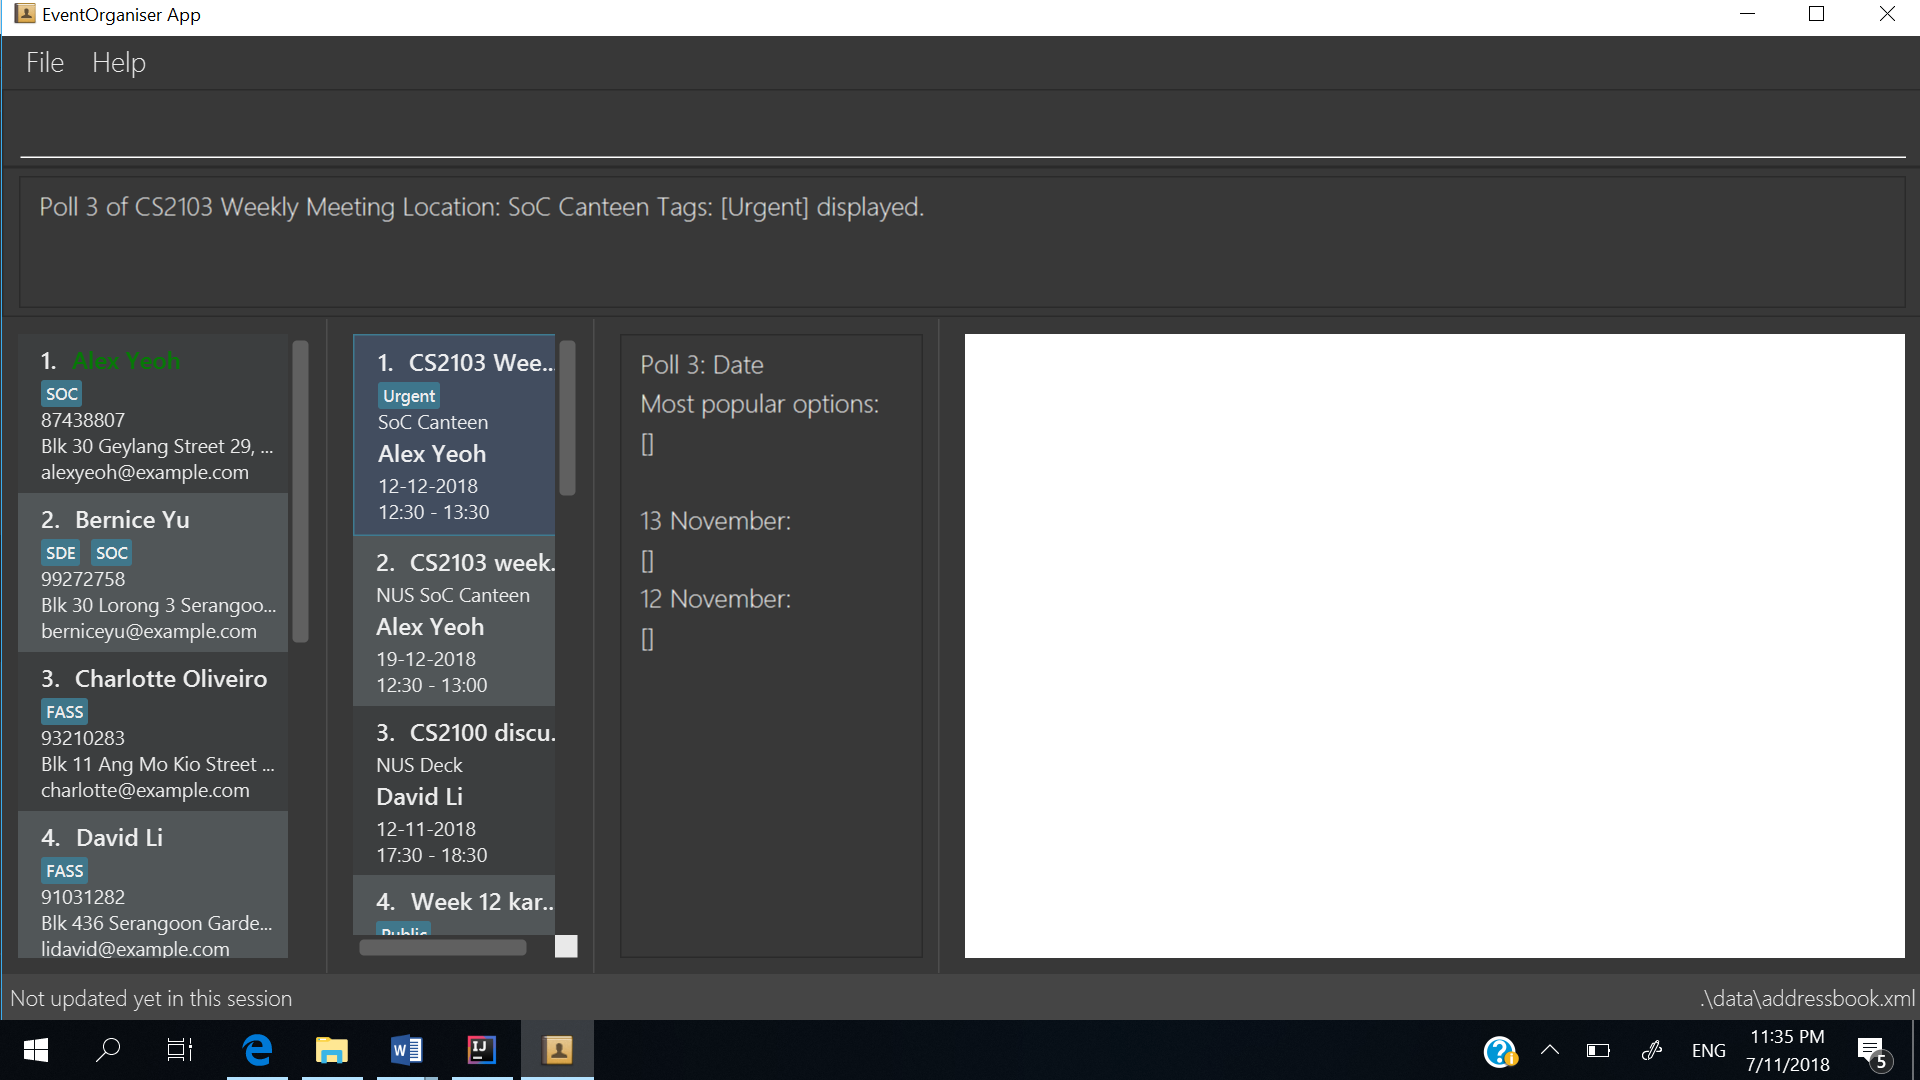 EventOrganiser App
File Help
Poll 3 of CS2103 Weekly Meeting Location: SoC Canteen Tags: [Urgent] displayed.
1. Alex Yeoh
SOC
87438807
Blk 30 Geylang Street 29, ...
alexyeoh@example.com
2. Bernice Yu
SDE SOC
99272758
Blk 30 Lorong 3 Serangoo...
berniceyu@example.com
3. Charlotte Oliveiro
FASS
93210283
Blk 11 Ang Mo Kio Street ...
charlotte@example.com
4. David Li
FASS
91031282
Blk 436 Serangoon Garde...
lidavid@example.com
1. CS2103 Wee...
Urgent
SoC Canteen
Alex Yeoh
12-12-2018
12:30 - 13:30
2. CS2103 week.
NUS SoC Canteen
Alex Yeoh
19-12-2018
12:30 - 13:00
3. CS2100 discu.
NUS Deck
David Li
12-11-2018
17:30 - 18:30
4. Week 12 kar...
Public
Poll 3: Date
Most popular options:
[]
13 November:
[]
12 November:
[]
Not updated yet in this session
.\data\addressbook.xml
ENG
11:35 PM
7/11/2018
5